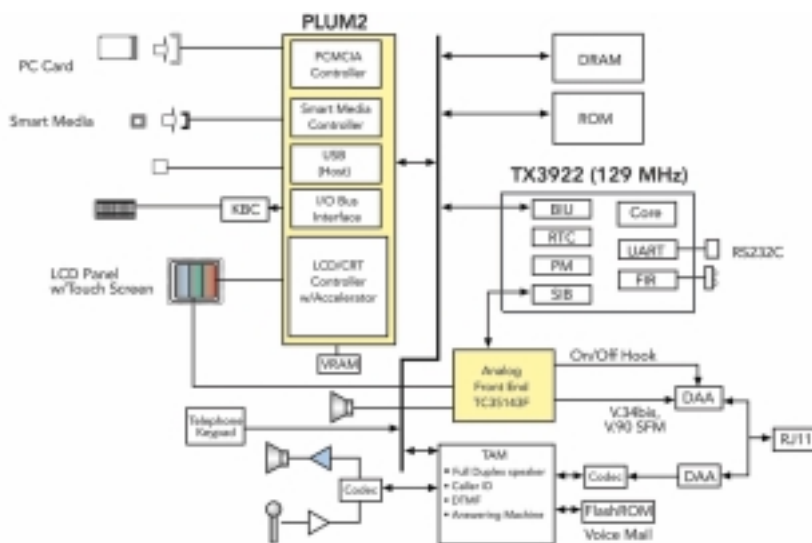 PLUM2
PC Card
PCMCIA
Controller
Smart Media
Smart Media
Controller
USB
(Host)
KBC
I/O Bus
Interface
LCD Panel
w/Touch Screen
LCD/CRT
Controller
w/Accelerator
VRAM
DRAM
ROM
TX3922 (129 MHz)
BIU
Core
RTC
UART
RS232C
PM
FIR
SIB
Analog
Front End
TC35143F
On/Off Hook
DAA
V.34bis,
V.90 SFM
RJ11
Telephone
Keypad
TAM
• Full Duplex speaker
• Caller ID
• DTMF
• Answering Machine
Codec
Codec
DAA
FlashROM
Voice Mail